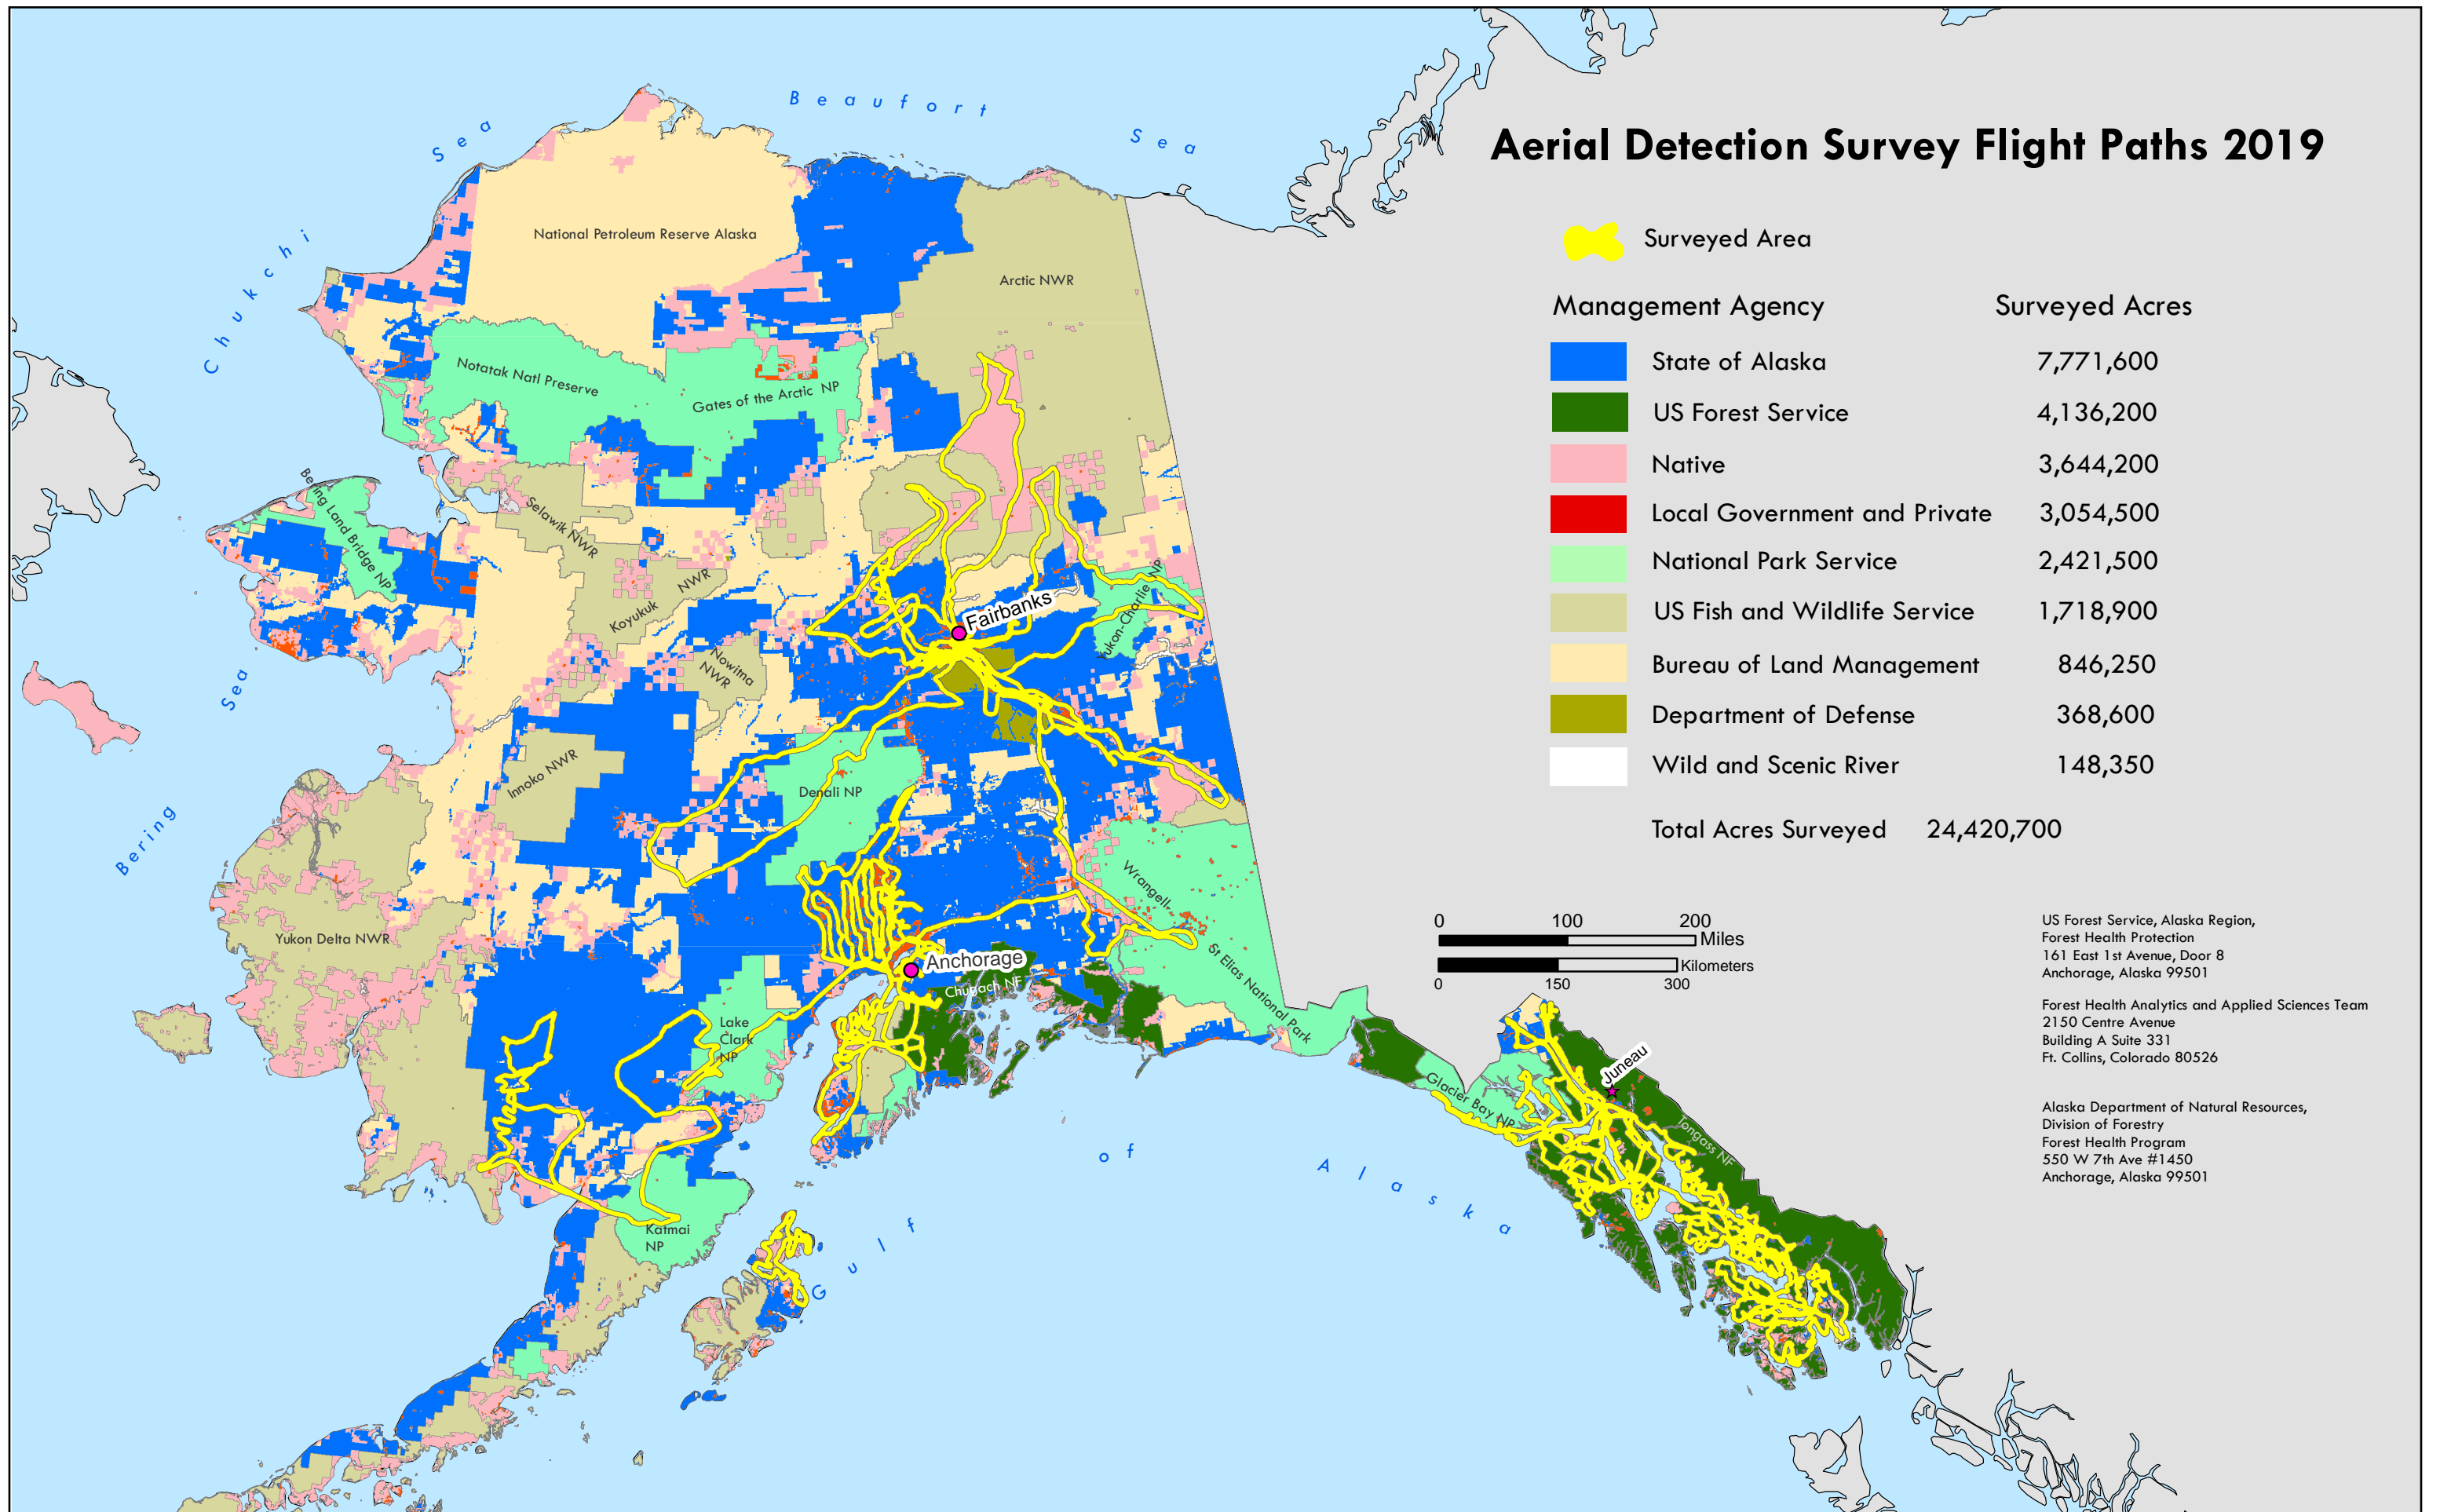 Aerial Detection Survey Flight Paths 2019
Surveyed Area
Management Agency Surveyed Acres
State of Alaska 7,771,600
US Forest Service 4,136,200
Native 3,644,200
Local Government and Private 3,054,500
National Park Service 2,421,500
US Fish and Wildlife Service 1,718,900
Bureau of Land Management 846,250
Department of Defense 368,600
Wild and Scenic River 148,350
Total Acres Surveyed 24,420,700
0 100 200
Miles
Kilometers
0 150 300
US Forest Service, Alaska Region,
Forest Health Protection
161 East 1st Avenue, Door 8
Anchorage, Alaska 99501
Forest Health Analytics and Applied Sciences Team
2150 Centre Avenue
Building A Suite 331
Ft. Collins, Colorado 80526
Alaska Department of Natural Resources,
Division of Forestry
Forest Health Program
550 W 7th Ave #1450
Anchorage, Alaska 99501
Beaufort Sea
Chukchi Sea
Bering Sea
Gulf of Alaska
National Petroleum Reserve Alaska
Arctic NWR
Notatak Natl Preserve
Gates of the Arctic NP
Bering Land Bridge NP
Selawik NWR
Koyukuk NWR
Nowitna
NWR
Fairbanks
Yukon-Charlie NP
Innoko NWR
Denali NP
Wrangell-
St Elias National Park
Yukon Delta NWR
Anchorage
Chugach NF
Lake
Clark
NP
Katmai
NP
Glacier Bay NP
Juneau
Tongass NF